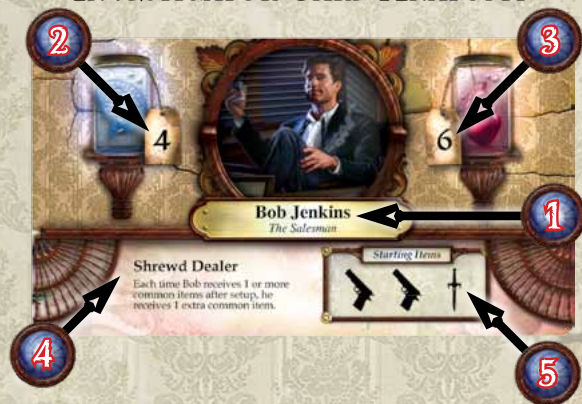 2
3
4
6
Bob Jenkins
The Salesman
1
Shrewd Dealer
Each time Bob receives 1 or more
common items after setup, he
receives 1 extra common item.
Starting Items
4
5